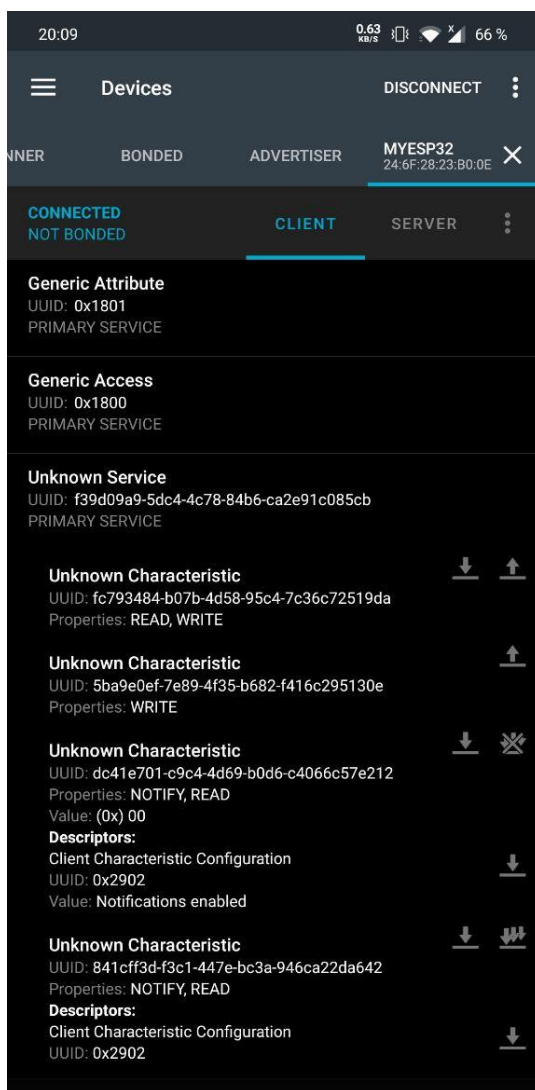 20:09
0.63 KB/S
66 %
Devices
DISCONNECT
NNER
BONDED
ADVERTISER
MYESP32
24:6F:28:23:B0:0E
CONNECTED
NOT BONDED
CLIENT
SERVER
Generic Attribute
UUID: 0x1801
PRIMARY SERVICE
Generic Access
UUID: 0x1800
PRIMARY SERVICE
Unknown Service
UUID: f39d09a9-5dc4-4c78-84b6-ca2e91c085cb
PRIMARY SERVICE
Unknown Characteristic
UUID: fc793484-b07b-4d58-95c4-7c36c72519da
Properties: READ, WRITE
Unknown Characteristic
UUID: 5ba9e0ef-7e89-4f35-b682-f416c295130e
Properties: WRITE
Unknown Characteristic
UUID: dc41e701-c9c4-4d69-b0d6-c4066c57e212
Properties: NOTIFY, READ
Value: (0x) 00
Descriptors:
Client Characteristic Configuration
UUID: 0x2902
Value: Notifications enabled
Unknown Characteristic
UUID: 841cff3d-f3c1-447e-bc3a-946ca22da642
Properties: NOTIFY, READ
Descriptors:
Client Characteristic Configuration
UUID: 0x2902